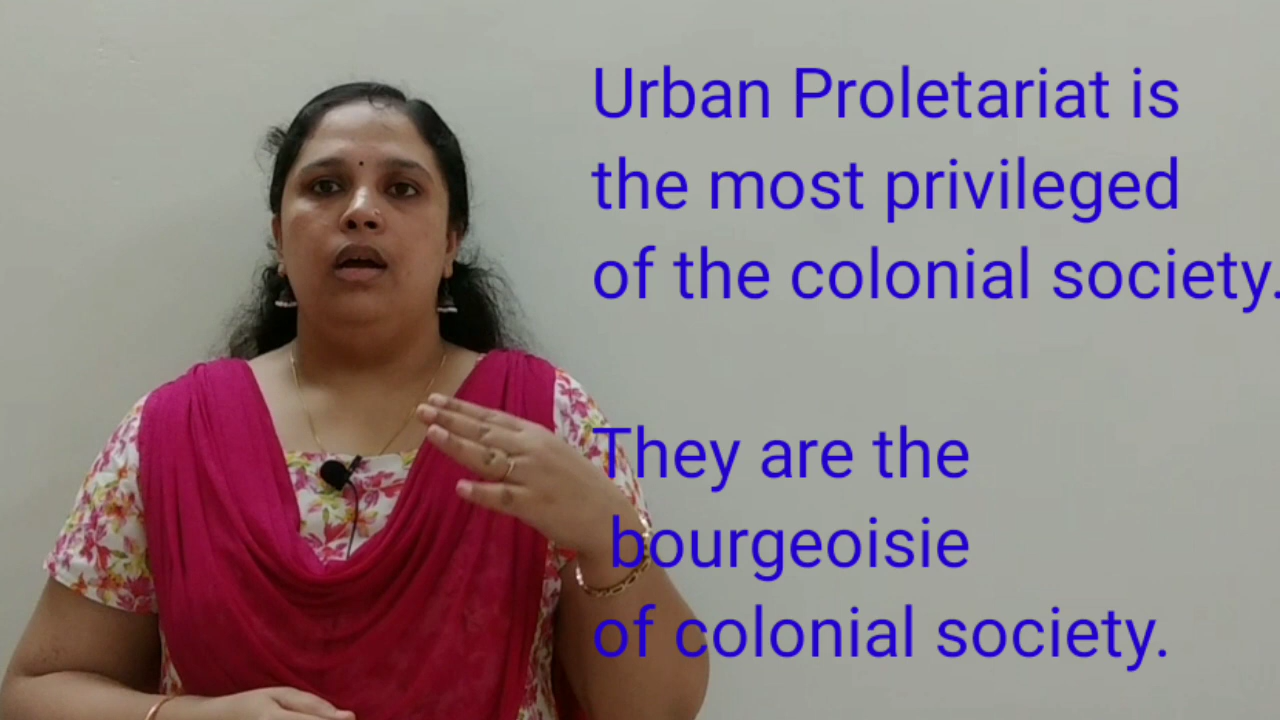 Urban Proletariat is
the most privileged
of the colonial society.
They are the
bourgeoisie
of colonial society.